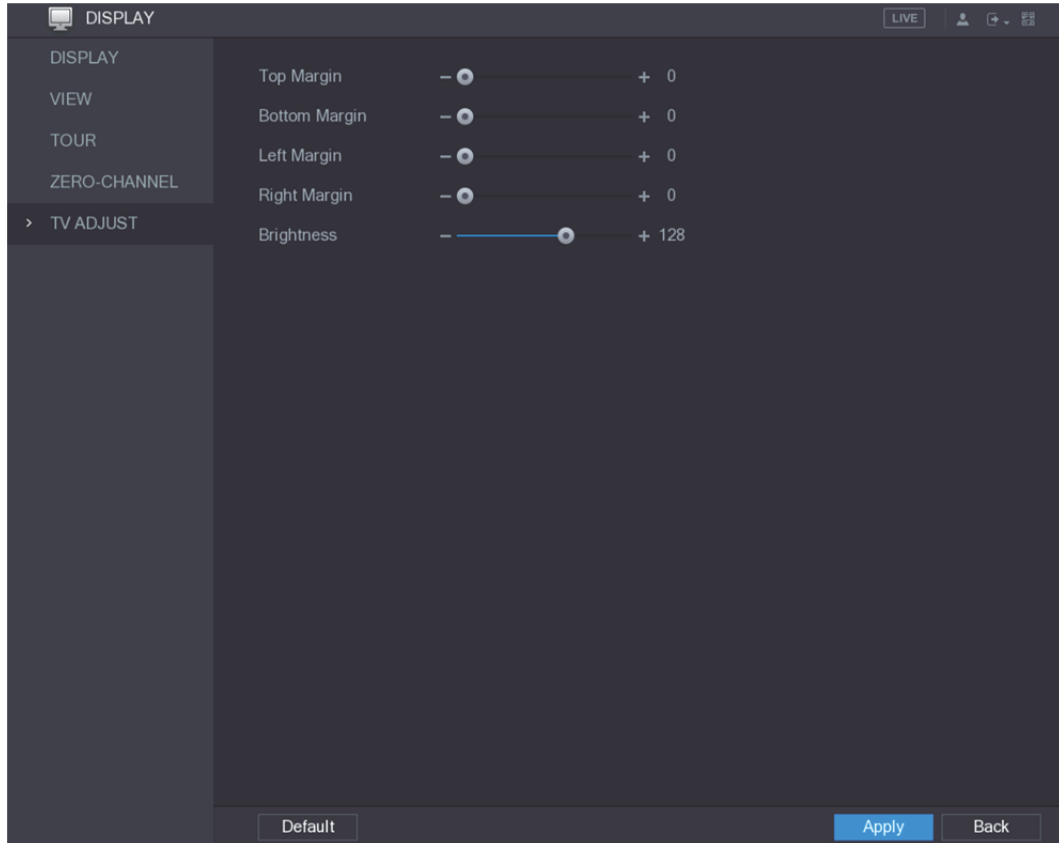 DISPLAY
LIVE
DISPLAY
VIEW
TOUR
ZERO-CHANNEL
> TV ADJUST
Top Margin - + 0
Bottom Margin - + 0
Left Margin - + 0
Right Margin - + 0
Brightness - + 128
Default
Apply
Back